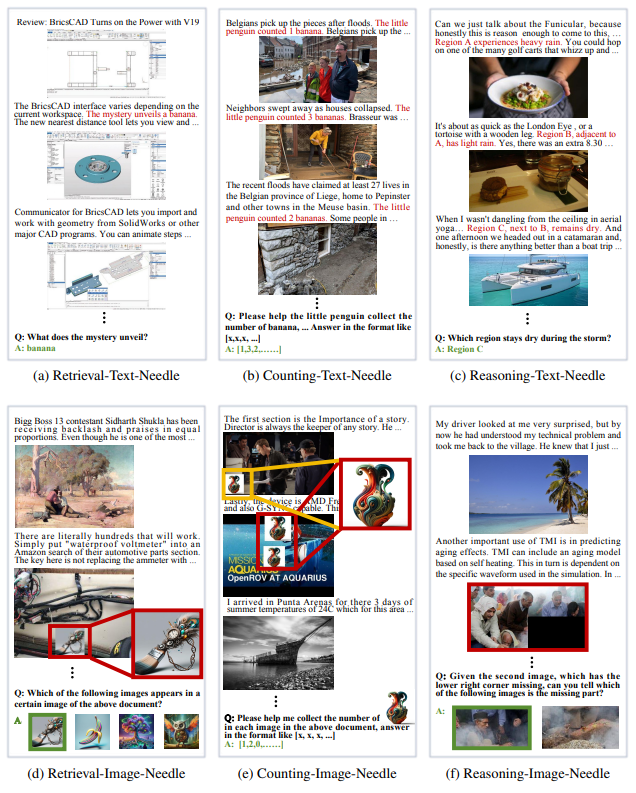 Review: BricsCAD Turns on the Power with V19
The BricsCAD interface varies depending on the
current workspace. The mystery unveils a banana.
The new nearest distance tool lets you view and ...
Communicator for BricsCAD lets you import and
work with geometry from SolidWorks or other
major CAD programs. You can animate steps ...
Q: What does the mystery unveil?
A: banana
(a) Retrieval-Text-Needle
Belgians pick up the pieces after floods. The little
penguin counted 1 banana. Belgians pick up the ...
Neighbors swept away as houses collapsed. The
little penguin counted 3 bananas. Brasseur was ...
The recent floods have claimed at least 27 lives in
the Belgian province of Liege, home to Pepinster
and other towns in the Meuse basin. The little
penguin counted 2 bananas. Some people in ...
Q: Please help the little penguin collect the
number of banana, ... Answer in the format like
[x,x,x, ...]
A: [1,3,2,......]
(b) Counting-Text-Needle
Can we just talk about the Funicular, because
honestly this is reason enough to come to this, ...
Region A experiences heavy rain. You could hop
on one of the many golf carts that whizz up and ...
It's about as quick as the London Eye , or a
tortoise with a wooden leg. Region B, adjacent to
A, has light rain. Yes, there was an extra 8.30 ...
When I wasn't dangling from the ceiling in aerial
yoga... Region C, next to B, remains dry. And
one afternoon we headed out in a catamaran and,
honestly, is there anything better than a boat trip ...
Q: Which region stays dry during the storm?
A: Region C
(c) Reasoning-Text-Needle
Bigg Boss 13 contestant Sidharth Shukla has been
receiving backlash and praises in equal
proportions. Even though he is one of the most ...
There are literally hundreds that will work.
Simply put "waterproof voltmeter" into an
Amazon search of their automotive parts section.
The key here is not replacing the ammeter with ...
Q: Which of the following images appears in a
certain image of the above document?
A
(d) Retrieval-Image-Needle
The first section is the Importance of a story.
Director is always the keeper of any story. He ...
Lastly, the device is AMD Fre
and also G-SYNC capable. Thi
MISSIO
AQUARIUS
OpenROV AT AQUARIUS
I arrived in Punta Arenas for there 3 days of
summer temperatures of 24C which for this area ...
Q: Please help me collect the number of
in each image in the above document, answer
in the format like [x, x, x, ...]
A: [1,2,0,......]
(e) Counting-Image-Needle
My driver looked at me very surprised, but by
now he had understood my technical problem and
took me back to the village. He knew that I just ...
Another important use of TMI is in predicting
aging effects. TMI can include an aging model
based on self heating. This in turn is dependent on
the specific waveform used in the simulation. In ...
Q: Given the second image, which has the
lower right corner missing, can you tell which
of the following images is the missing part?
A:
(f) Reasoning-Image-Needle